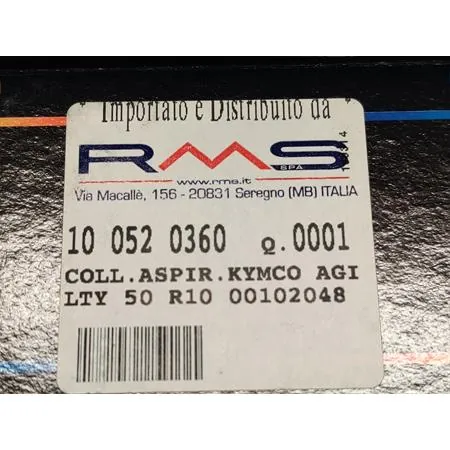 Importato e Distribuito da
RMS
SPA
www.rms.it
Via Macallè, 156 - 20831 Seregno (MB) ITALIA
10 052 0360 Q.0001
COLL.ASPIR.KYMCO AGI
LTY 50 R10 00102048